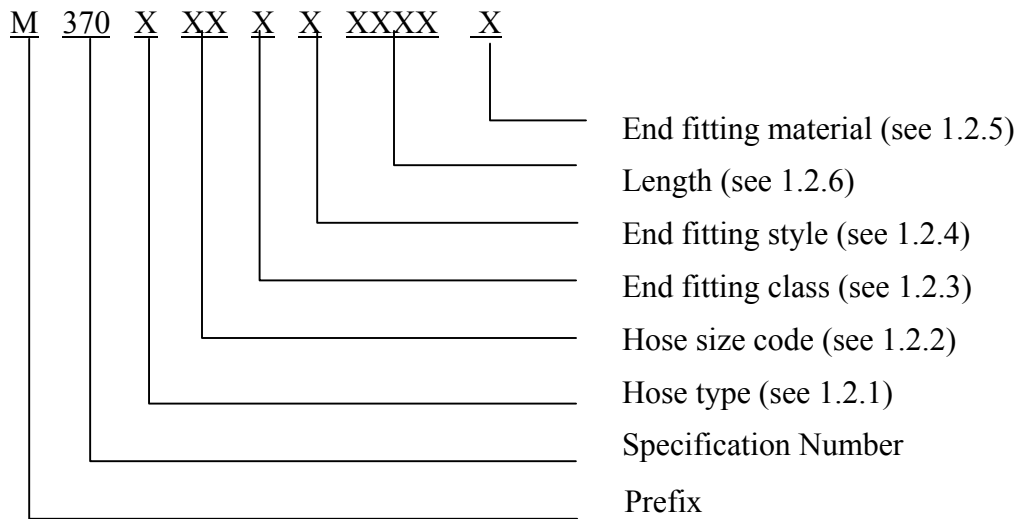 M 370 X XX X X XXXX X
End fitting material (see 1.2.5)
Length (see 1.2.6)
End fitting style (see 1.2.4)
End fitting class (see 1.2.3)
Hose size code (see 1.2.2)
Hose type (see 1.2.1)
Specification Number
Prefix